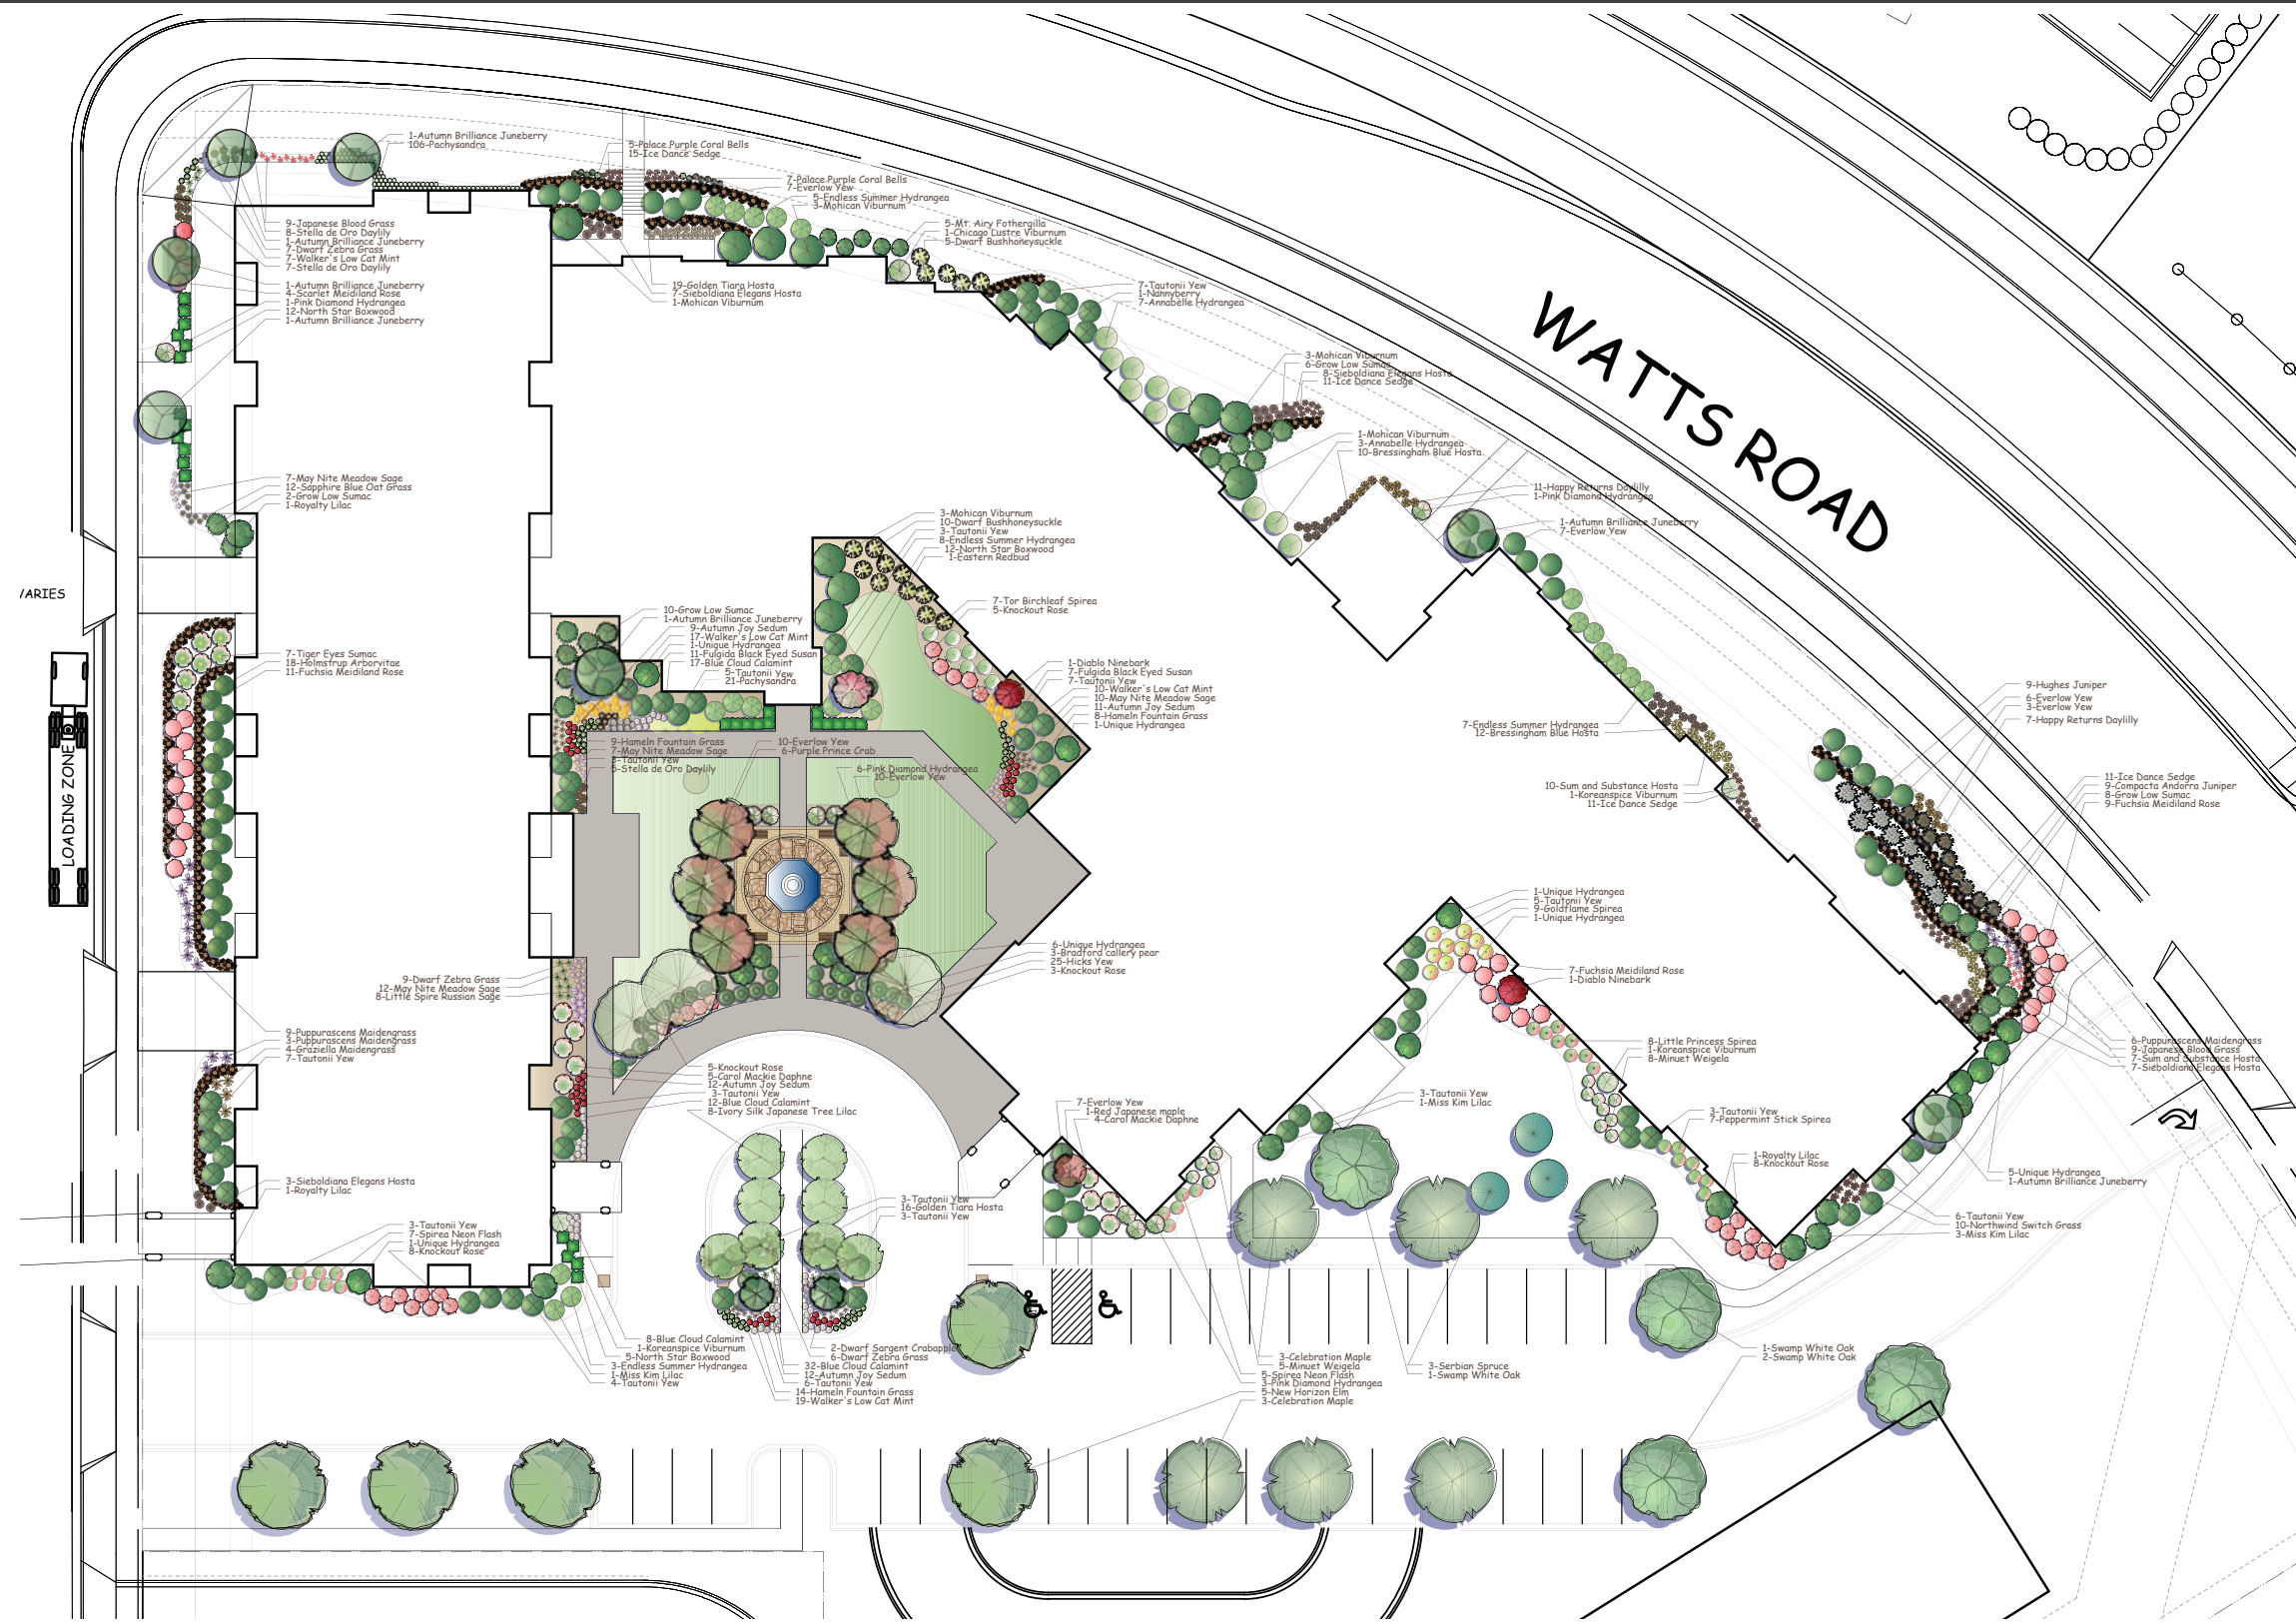 1-Autumn Brilliance Juneberry
106-Pachysandra
5-Palace Purple Coral Bells
15-Ice Dance Sedge
7-Palace Purple Coral Bells
7-Everlow Yew
5-Endless Summer Hydrangea
3-Mohican Viburnum
9-Japanese Blood Grass
8-Stella de Oro Daylily
1-Autumn Brilliance Juneberry
7-Dwarf Zebra Grass
7-Walker's Low Cat Mint
7-Stella de Oro Daylily
5-Mt. Airy Fothergilla
1-Chicago Lustre Viburnum
5-Dwarf Bushhoneysuckle
1-Autumn Brilliance Juneberry
4-Scarlet Meidiland Rose
1-Pink Diamond Hydrangea
12-North Star Boxwood
1-Autumn Brilliance Juneberry
19-Golden Tiara Hosta
7-Sieboldiana Elegans Hosta
1-Mohican Viburnum
7-Tautonii Yew
1-Nannyberry
7-Annabelle Hydrangea
WATTS ROAD
3-Mohican Viburnum
6-Grow Low Sumac
8-Sieboldiana Elegans Hosta
11-Ice Dance Sedge
1-Mohican Viburnum
3-Annabelle Hydrangea
10-Bressingham Blue Hosta
11-Happy Returns Daylilly
1-Pink Diamond Hydrangea
1-Autumn Brilliance Juneberry
7-Everlow Yew
7-May Nite Meadow Sage
12-Sapphire Blue Oat Grass
2-Grow Low Sumac
1-Royalty Lilac
3-Mohican Viburnum
10-Dwarf Bushhoneysuckle
3-Tautonii Yew
8-Endless Summer Hydrangea
12-North Star Boxwood
1-Eastern Redbud
/ARIES
7-Tor Birchleaf Spirea
5-Knockout Rose
10-Grow Low Sumac
1-Autumn Brilliance Juneberry
9-Autumn Joy Sedum
17-Walker's Low Cat Mint
1-Unique Hydrangea
11-Fulgida Black Eyed Susan
17-Blue Cloud Calamint
5-Tautonii Yew
21-Pachysandra
7-Tiger Eyes Sumac
18-Holmstrup Arborvitae
11-Fuchsia Meidiland Rose
1-Diablo Ninebark
7-Fulgida Black Eyed Susan
7-Tautonii Yew
10-Walker's Low Cat Mint
10-May Nite Meadow Sage
11-Autumn Joy Sedum
8-Hameln Fountain Grass
1-Unique Hydrangea
9-Hughes Juniper
6-Everlow Yew
3-Everlow Yew
7-Happy Returns Daylilly
7-Endless Summer Hydrangea
12-Bressingham Blue Hosta
9-Hameln Fountain Grass
7-May Nite Meadow Sage
3-Tautonii Yew
5-Stella de Oro Daylily
10-Everlow Yew
6-Purple Prince Crab
6-Pink Diamond Hydrangea
10-Everlow Yew
10-Sum and Substance Hosta
1-Koreanspice Viburnum
11-Ice Dance Sedge
11-Ice Dance Sedge
9-Compacta Andorra Juniper
8-Grow Low Sumac
9-Fuchsia Meidiland Rose
LOADING ZONE
1-Unique Hydrangea
5-Tautonii Yew
9-Goldflame Spirea
1-Unique Hydrangea
6-Unique Hydrangea
3-Bradford callery pear
25-Hicks Yew
3-Knockout Rose
7-Fuchsia Meidiland Rose
1-Diablo Ninebark
9-Dwarf Zebra Grass
12-May Nite Meadow Sage
8-Little Spire Russian Sage
9-Puppurascens Maidengrass
3-Puppurascens Maidengrass
4-Graziella Maidengrass
7-Tautonii Yew
8-Little Princess Spirea
1-Koreanspice Viburnum
8-Minuet Weigela
6-Puppurascens Maidengrass
9-Japanese Blood Grass
7-Sum and Substance Hosta
7-Sieboldiana Elegans Hosta
5-Knockout Rose
5-Carol Mackie Daphne
12-Autumn Joy Sedum
3-Tautonii Yew
12-Blue Cloud Calamint
8-Ivory Silk Japanese Tree Lilac
7-Everlow Yew
1-Red Japanese maple
4-Carol Mackie Daphne
3-Tautonii Yew
1-Miss Kim Lilac
3-Tautonii Yew
7-Peppermint Stick Spirea
1-Royalty Lilac
8-Knockout Rose
3-Sieboldiana Elegans Hosta
1-Royalty Lilac
5-Unique Hydrangea
1-Autumn Brilliance Juneberry
3-Tautonii Yew
16-Golden Tiara Hosta
3-Tautonii Yew
6-Tautonii Yew
10-Northwind Switch Grass
3-Miss Kim Lilac
3-Tautonii Yew
7-Spirea Neon Flash
1-Unique Hydrangea
8-Knockout Rose
8-Blue Cloud Calamint
1-Koreanspice Viburnum
5-North Star Boxwood
3-Endless Summer Hydrangea
1-Miss Kim Lilac
4-Tautonii Yew
2-Dwarf Sargent Crabapple
6-Dwarf Zebra Grass
32-Blue Cloud Calamint
12-Autumn Joy Sedum
6-Tautonii Yew
14-Hameln Fountain Grass
19-Walker's Low Cat Mint
3-Celebration Maple
5-Minuet Weigela
5-Spirea Neon Flash
3-Pink Diamond Hydrangea
5-New Horizon Elm
3-Celebration Maple
3-Serbian Spruce
1-Swamp White Oak
1-Swamp White Oak
2-Swamp White Oak